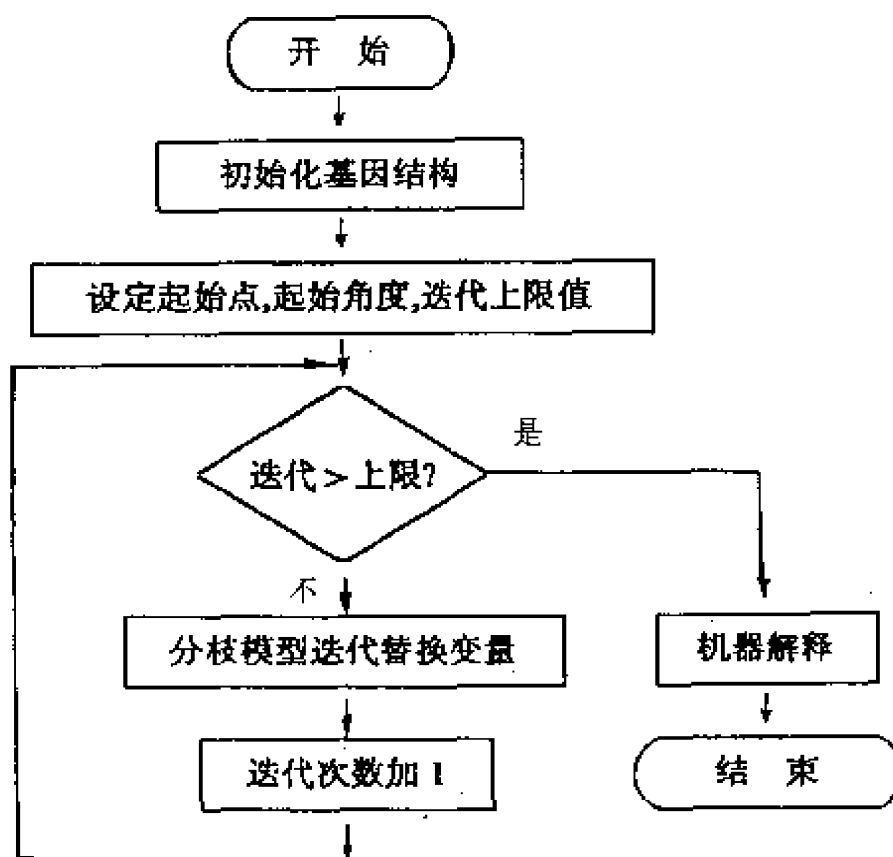 开 始
初始化基因结构
设定起始点,起始角度,迭代上限值
迭代 > 上限?
是
不
分枝模型迭代替换变量
机器解释
迭代次数加 1
结 束